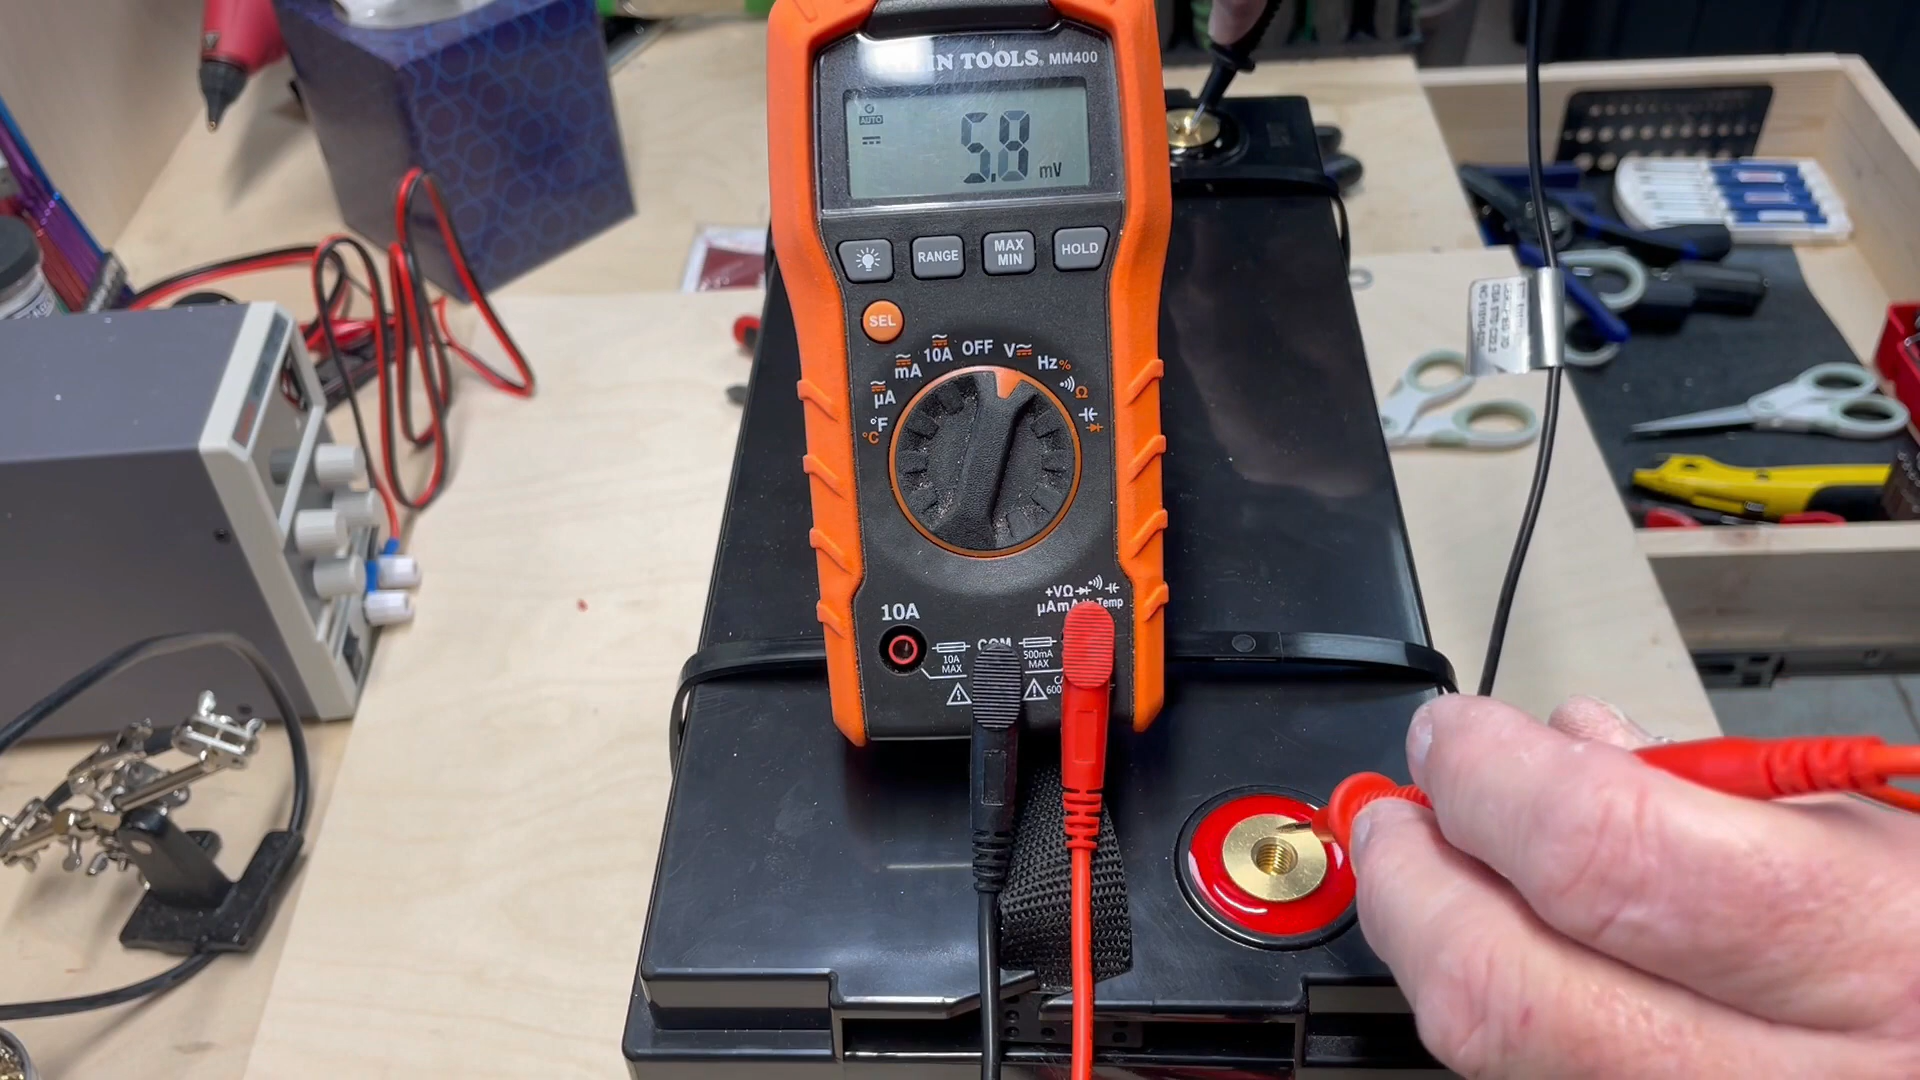 IN TOOLS® MM400
AUTO
5.8 mV
RANGE
MAX
MIN
HOLD
SEL
µA
mA
10A
OFF
V
Hz%
Ω
°F
°C
10A
COM
+VΩ
µAmA
Temp
10A
MAX
500mA
MAX